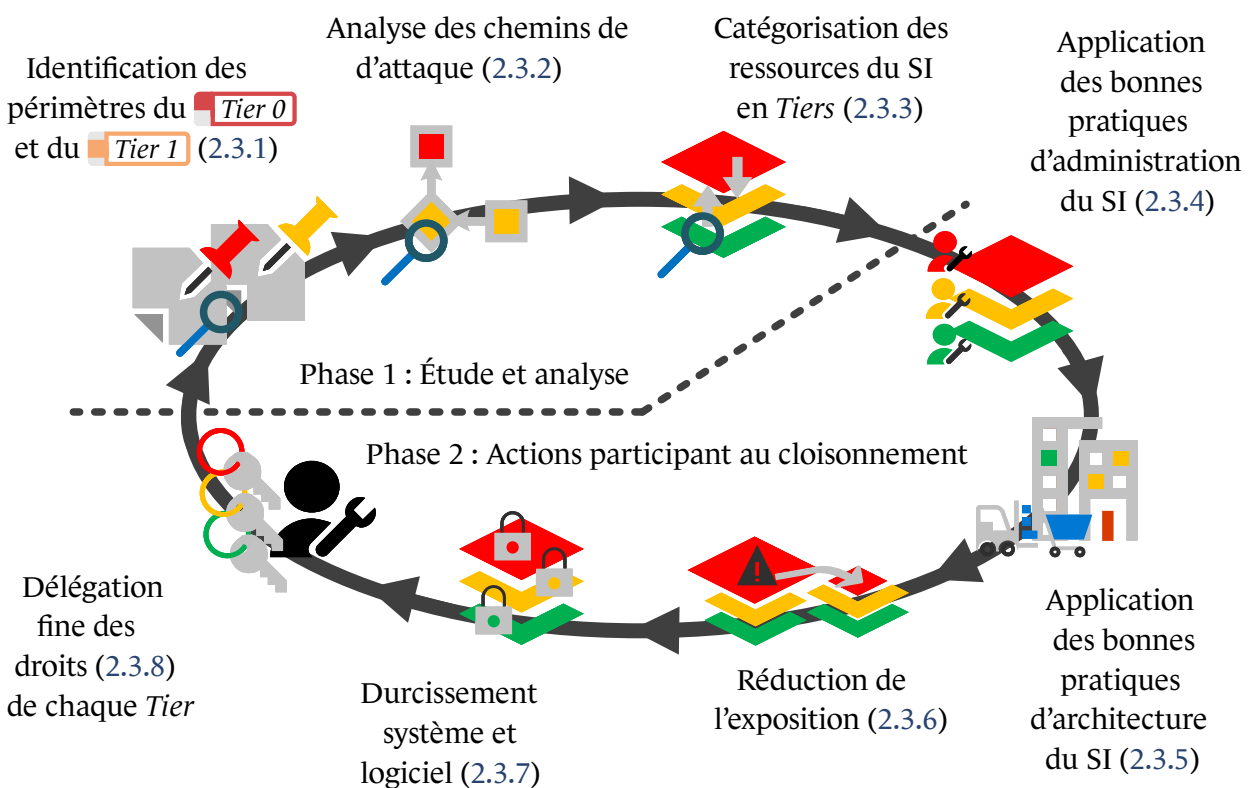 Identification des
périmètres du Tier 0
et du Tier 1 (2.3.1)
Analyse des chemins de
d'attaque (2.3.2)
Catégorisation des
ressources du SI
en Tiers (2.3.3)
Application
des bonnes
pratiques
d'administration
du SI (2.3.4)
Phase 1 : Étude et analyse
Phase 2 : Actions participant au cloisonnement
Application
des bonnes
pratiques
d'architecture
du SI (2.3.5)
Réduction de
l'exposition (2.3.6)
Durcissement
système et
logiciel (2.3.7)
Délégation
fine des
droits (2.3.8)
de chaque Tier